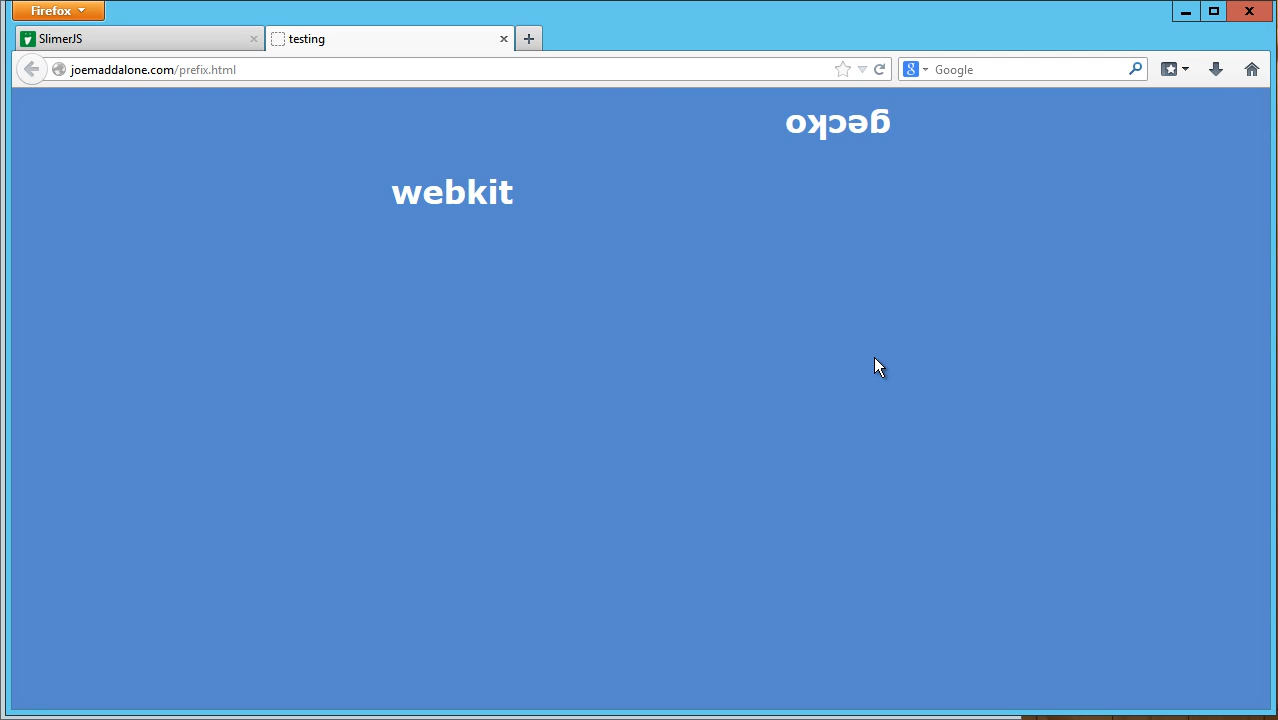 Firefox
SlimerJS
testing
joemaddalone.com/prefix.html
Google
gecko
webkit